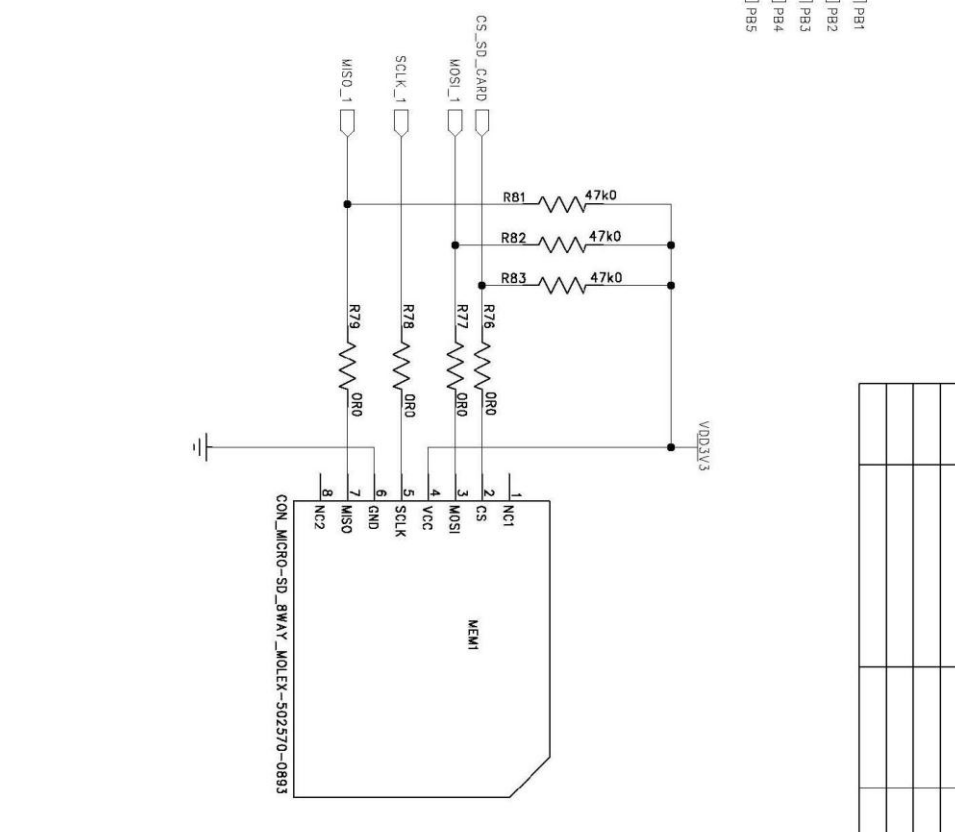 ]PB1
]PB2
]PB3
]PB4
]PB5
CS_SD_CARD
MOSI_1
SCLK_1
MISO_1
R81 47k0
R82 47k0
R83 47k0
R76 0R0
R77 0R0
R78 0R0
R79 0R0
VDD3V3
1 NC1
2 CS
3 MOSI
4 VCC
5 SCLK
6 GND
7 MISO
8 NC2
MEM1
CON_MICRO-SD_8WAY_MOLEX-502570-0893